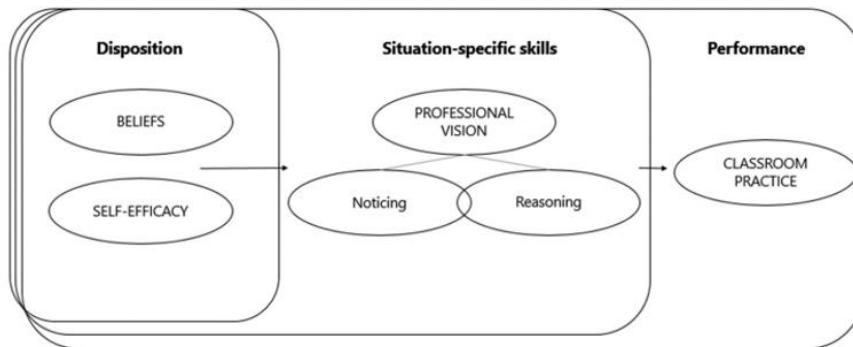 Disposition
Situation-specific skills
Performance
BELIEFS
SELF-EFFICACY
PROFESSIONAL
VISION
Noticing
Reasoning
CLASSROOM
PRACTICE